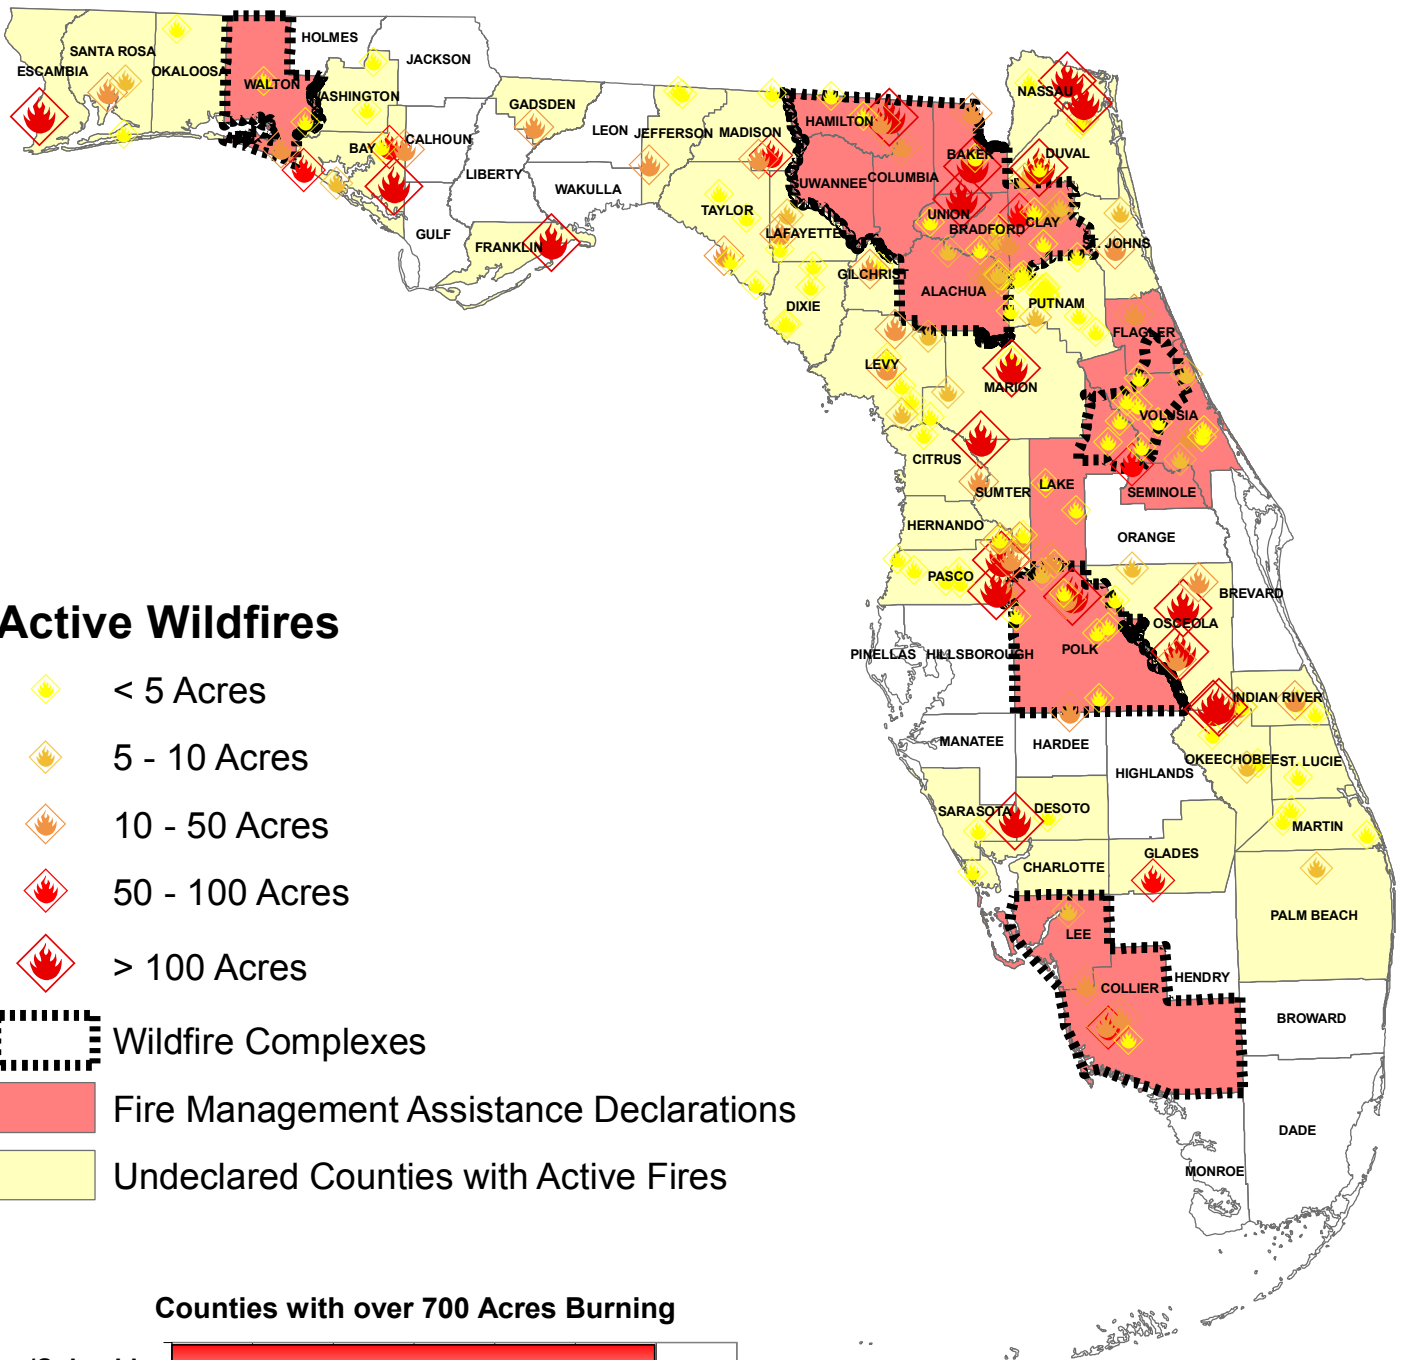 HOLMES
SANTA ROSA
JACKSON
ESCAMBIA
OKALOOSA
WALTON
ASHINGTON
NASSAU
GADSDEN
LEON
JEFFERSON
MADISON
HAMILTON
BAY
CALHOUN
BAKER
DUVAL
LIBERTY
WAKULLA
SUWANNEE
COLUMBIA
TAYLOR
UNION
BRADFORD
CLAY
GULF
FRANKLIN
LAFAYETTE
ST. JOHNS
GILCHRIST
DIXIE
ALACHUA
PUTNAM
FLAGLER
LEVY
MARION
VOLUSIA
CITRUS
SUMTER
LAKE
SEMINOLE
HERNANDO
ORANGE
PASCO
BREVARD
OSCEOLA
PINELLAS
HILLSBOROUGH
POLK
INDIAN RIVER
MANATEE
HARDEE
HIGHLANDS
OKEECHOBEE
ST. LUCIE
SARASOTA
DESOTO
MARTIN
CHARLOTTE
GLADES
PALM BEACH
LEE
HENDRY
COLLIER
BROWARD
DADE
MONROE
Active Wildfires
< 5 Acres
5 - 10 Acres
10 - 50 Acres
50 - 100 Acres
> 100 Acres
Wildfire Complexes
Fire Management Assistance Declarations
Undeclared Counties with Active Fires
Counties with over 700 Acres Burning